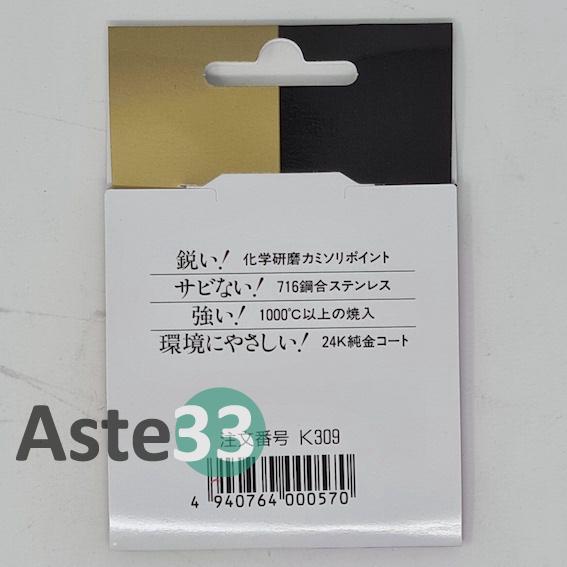 鋭い! 化学研磨カミソリポイント
サビない! 716鋼合ステンレス
強い! 1000℃以上の焼入
環境にやさしい! 24K純金コート
Aste33
注文番号 K309
4 940764 000570